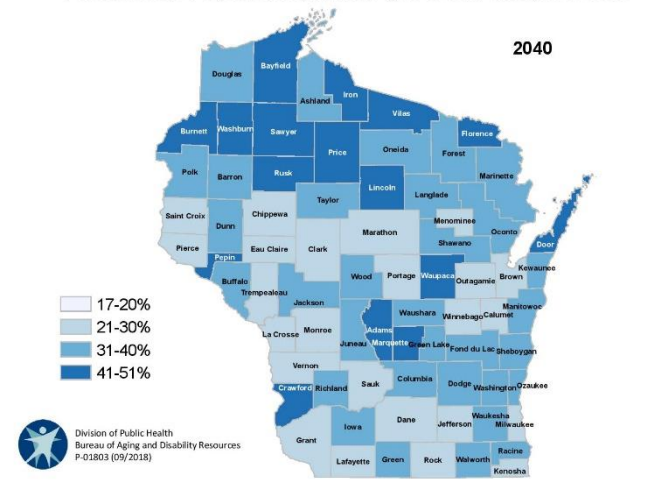 2040
Douglas
Bayfield
Ashland
Iron
Vilas
Burnett
Washburn
Sawyer
Price
Oneida
Florence
Forest
Marinette
Polk
Barron
Rusk
Lincoln
Langlade
Taylor
Saint Croix
Dunn
Chippewa
Marathon
Menominee
Oconto
Door
Pierce
Pepin
Eau Claire
Clark
Shawano
Buffalo
Trempealeau
Jackson
Wood
Portage
Waupaca
Outagamie
Brown
Kewaunee
17-20%
21-30%
31-40%
41-51%
La Crosse
Monroe
Juneau
Adams
Waushara
Winnebago
Calumet
Manitowoc
Marquette
Green Lake
Fond du Lac
Sheboygan
Vernon
Crawford
Richland
Sauk
Columbia
Dodge
Washington
Ozaukee
Grant
Iowa
Dane
Jefferson
Waukesha
Milwaukee
Lafayette
Green
Rock
Walworth
Racine
Kenosha
Division of Public Health
Bureau of Aging and Disability Resources
P-01803 (09/2018)